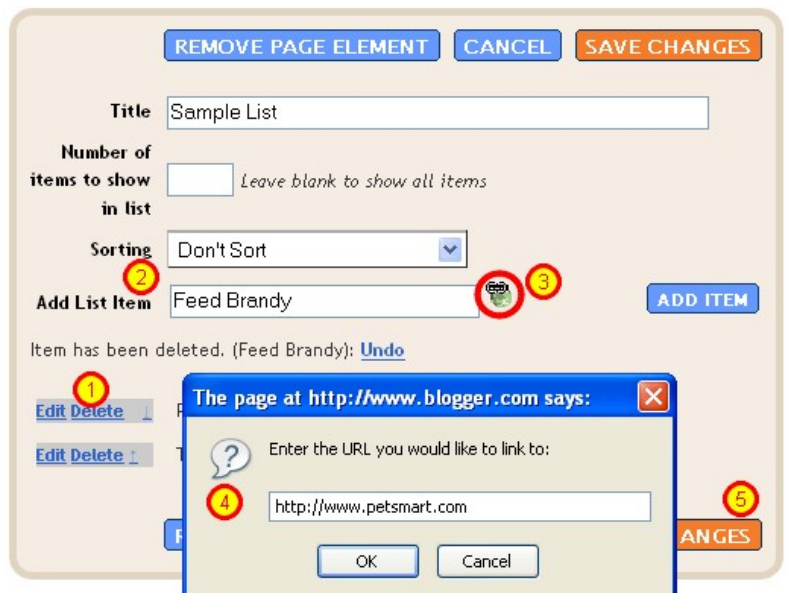 REMOVE PAGE ELEMENT CANCEL SAVE CHANGES
Title Sample List
Number of
items to show
in list
Leave blank to show all items
Sorting Don't Sort
2
3
Add List Item Feed Brandy ADD ITEM
Item has been deleted. (Feed Brandy): Undo
1
Edit Delete ↓
Edit Delete ↑ T
The page at http://www.blogger.com says:
Enter the URL you would like to link to:
4
http://www.petsmart.com
OK Cancel
5
R ANGES